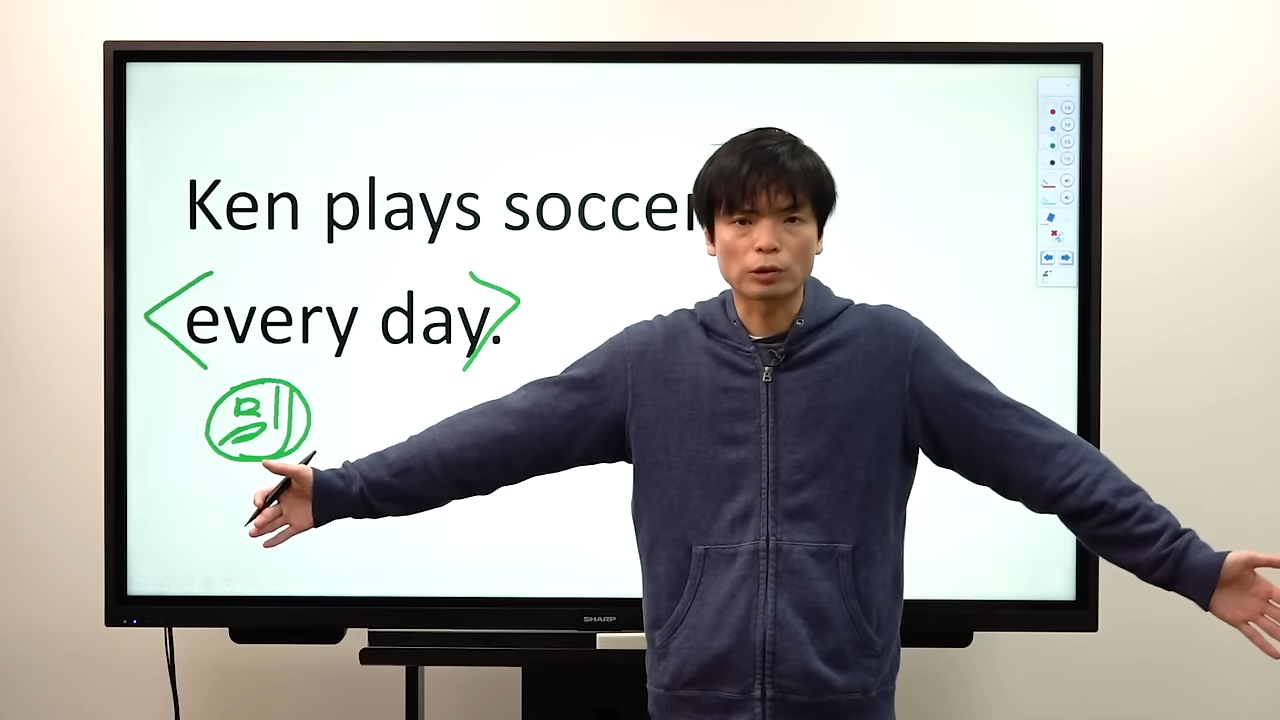 Ken plays soccer
every day.
副
SHARP